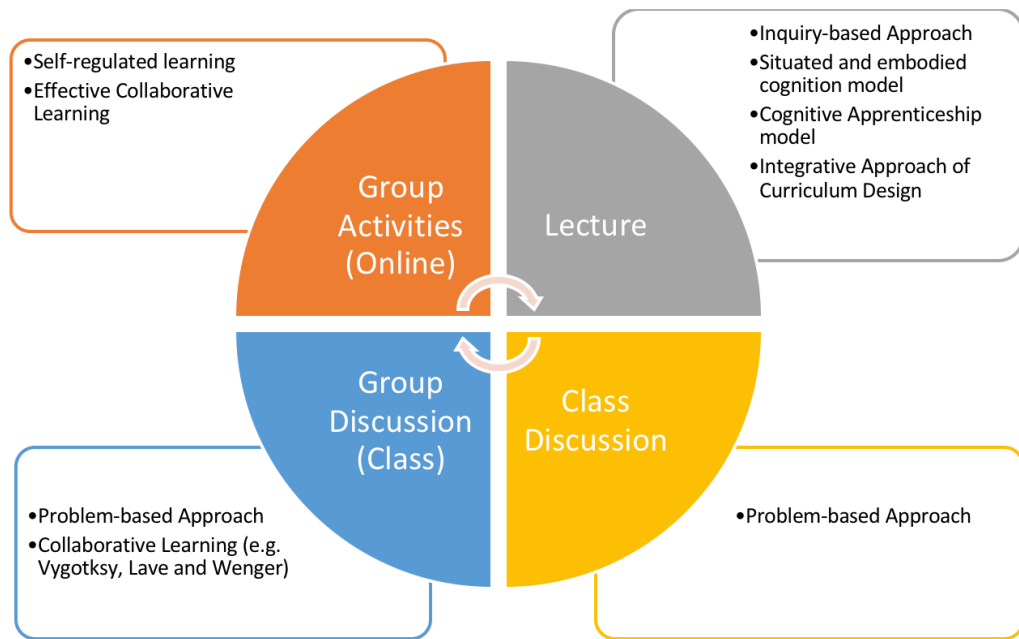 •Self-regulated learning
•Effective Collaborative
Learning
•Inquiry-based Approach
•Situated and embodied
cognition model
•Cognitive Apprenticeship
model
•Integrative Approach of
Curriculum Design
Group
Activities
(Online)
Lecture
Group
Discussion
(Class)
Class
Discussion
•Problem-based Approach
•Collaborative Learning (e.g.
Vygotksy, Lave and Wenger)
•Problem-based Approach